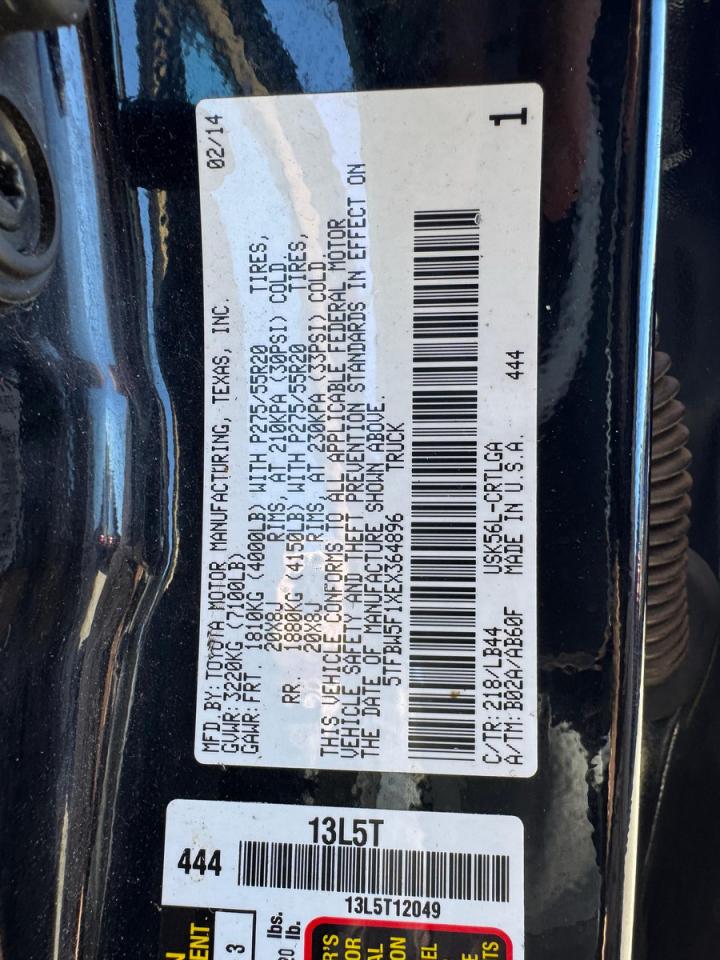 MFD.BY:TOYOTA MOTOR MANUFACTURING, TEXAS, INC. 02/14
GVWR: 3220KG (7100LB)
GAWR: FRT. 1810KG (4000LB) WITH P275/55R20 TIRES,
20X8J RIMS, AT 210KPA (30PSI) COLD.
RR. 1880KG (4150LB) WITH P275/55R20 TIRES,
20X8J RIMS, AT 230KPA (33PSI) COLD
THIS VEHICLE CONFORMS TO ALL APPLICABLE FEDERAL MOTOR
VEHICLE SAFETY AND THEFT PREVENTION STANDARDS IN EFFECT ON
THE DATE OF MANUFACTURE SHOWN ABOVE.
5TFBW5F1XEX364896 TRUCK
C/TR: 218/LB44 USK56L-CRTLGA 444
A/TM: B02A/AB60F MADE IN U.S.A.
1
13L5T
444
13L5T12049
3
lbs.
lb.